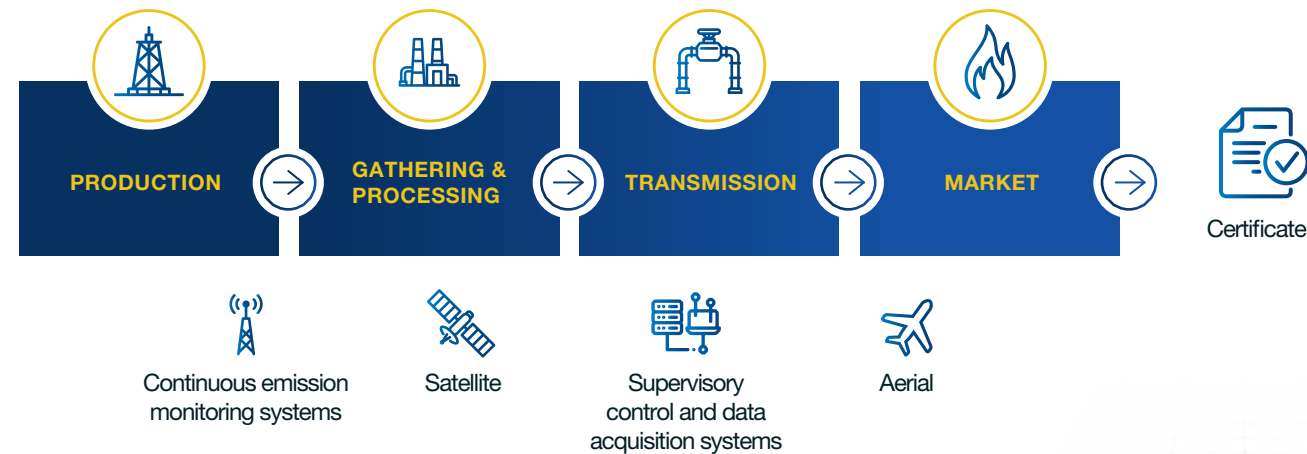 PRODUCTION
GATHERING &
PROCESSING
TRANSMISSION
MARKET
Certificate
Continuous emission
monitoring systems
Satellite
Supervisory
control and data
acquisition systems
Aerial